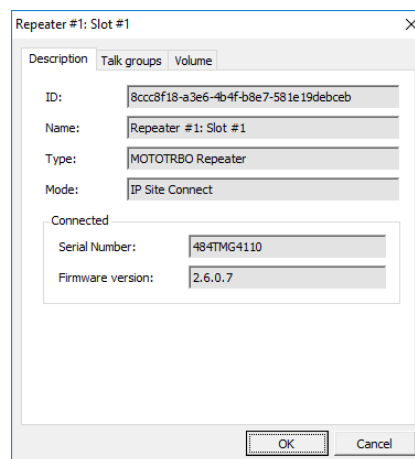 Repeater #1: Slot #1
Description Talk groups Volume
ID: 8ccc8f18-a3e6-4b4f-b8e7-581e19debceb
Name: Repeater #1: Slot #1
Type: MOTOTRBO Repeater
Mode: IP Site Connect
Connected
Serial Number: 484TMG4110
Firmware version: 2.6.0.7
OK Cancel